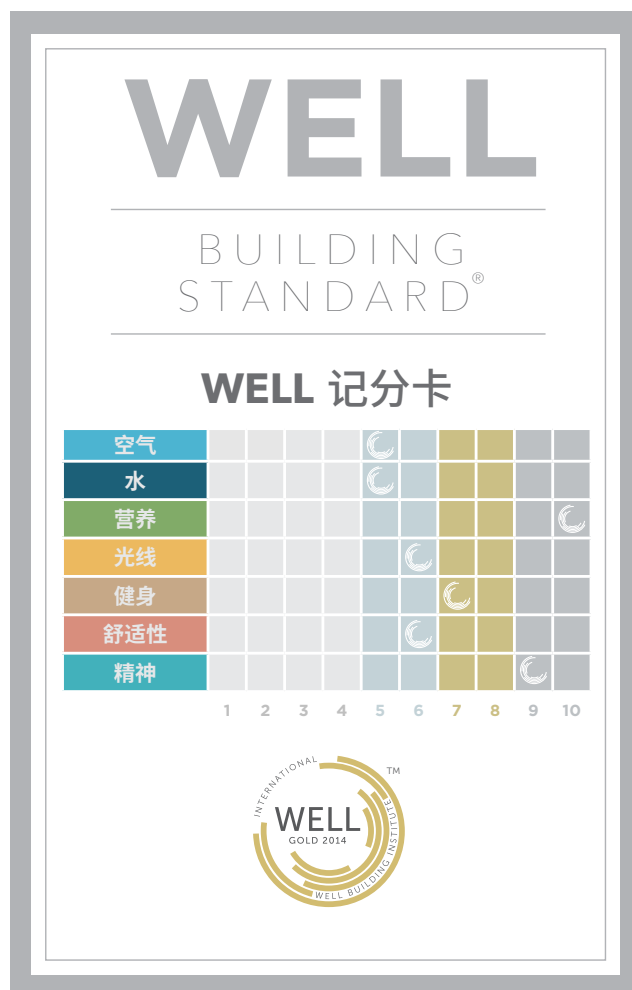 WELL
BUILDING
STANDARD®
WELL 记分卡
空气
水
营养
光线
健身
舒适性
精神
1 2 3 4 5 6 7 8 9 10
INTERNATIONAL
TM
WELL
GOLD 2014
WELL BUILDING INSTITUTE